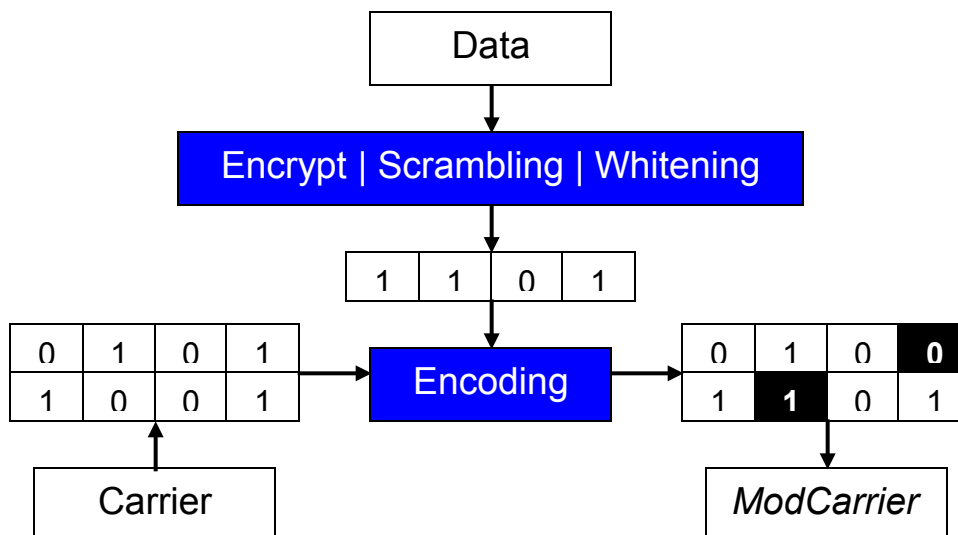 Data
Encrypt | Scrambling | Whitening
1 1 0 1
0 1 0 1
1 0 0 1
Encoding
0 1 0 0
1 1 0 1
Carrier
ModCarrier